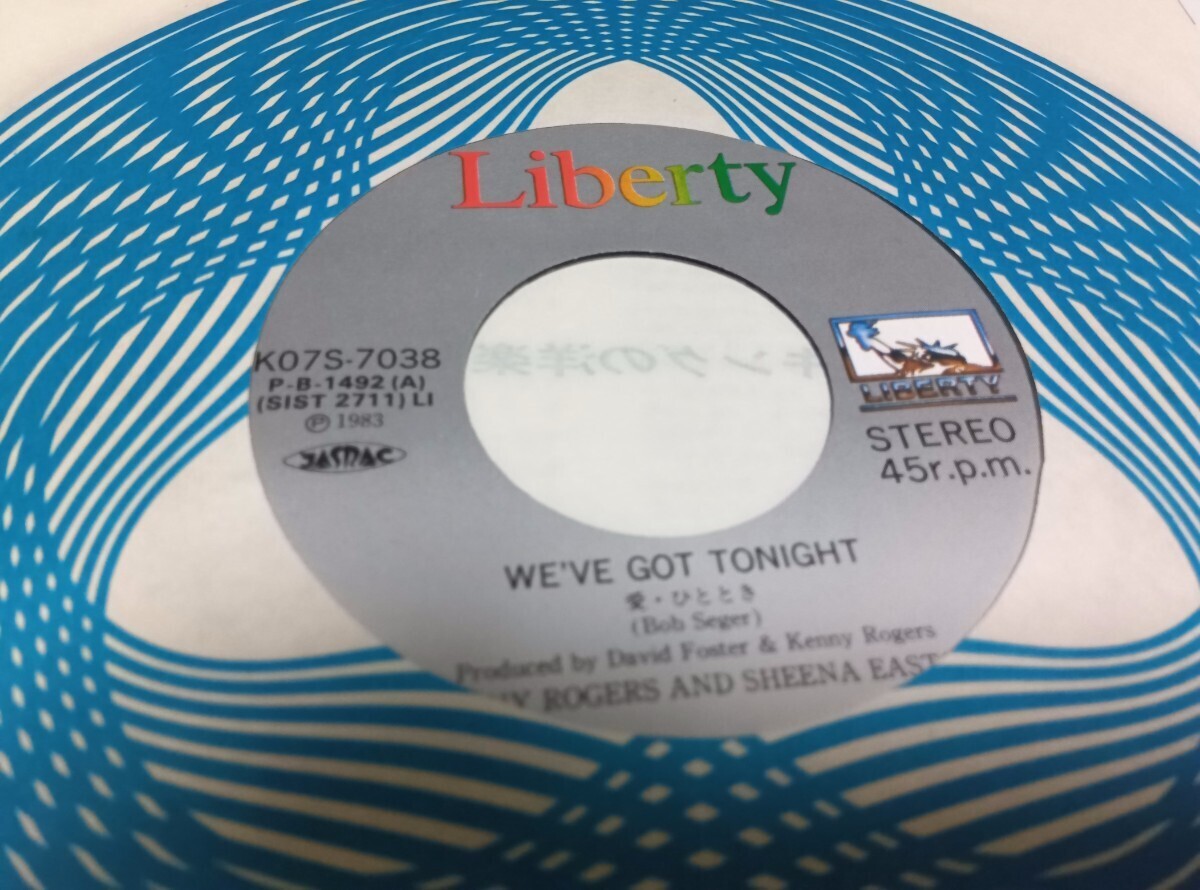 Liberty
K07S-7038
P-B-1492 (A)
(SIST 2711) LI
Ⓟ 1983
JASRAC
LIBERTY
STEREO
45r.p.m.
WE'VE GOT TONIGHT
愛・ひととき
(Bob Seger)
Produced by David Foster & Kenny Rogers
Y ROGERS AND SHEENA EAST